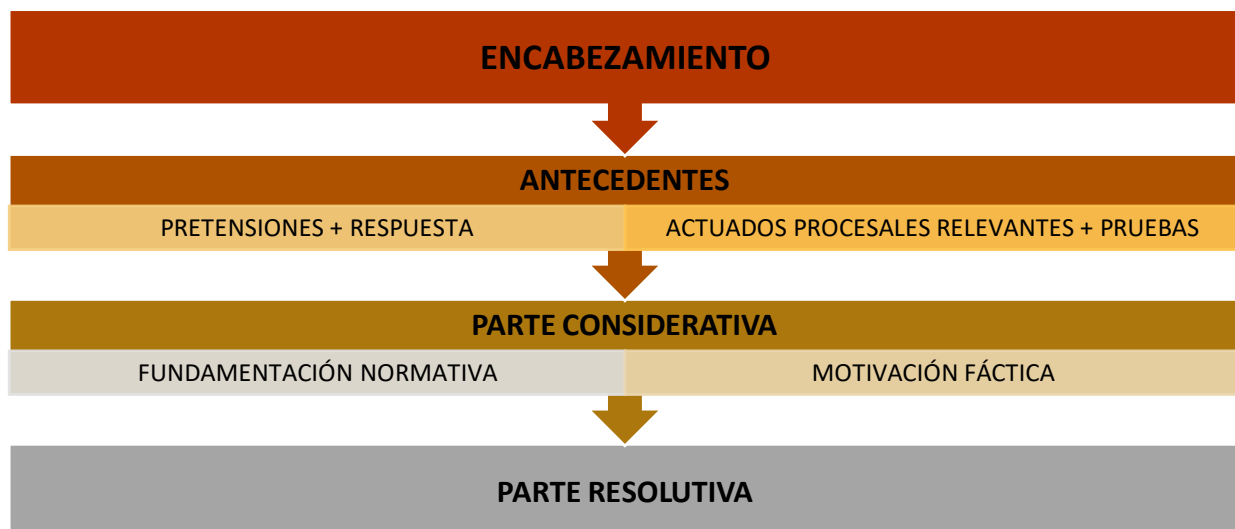 ENCABEZAMIENTO
ANTECEDENTES
PRETENSIONES + RESPUESTA
ACTUADOS PROCESALES RELEVANTES + PRUEBAS
PARTE CONSIDERATIVA
FUNDAMENTACIÓN NORMATIVA
MOTIVACIÓN FÁCTICA
PARTE RESOLUTIVA